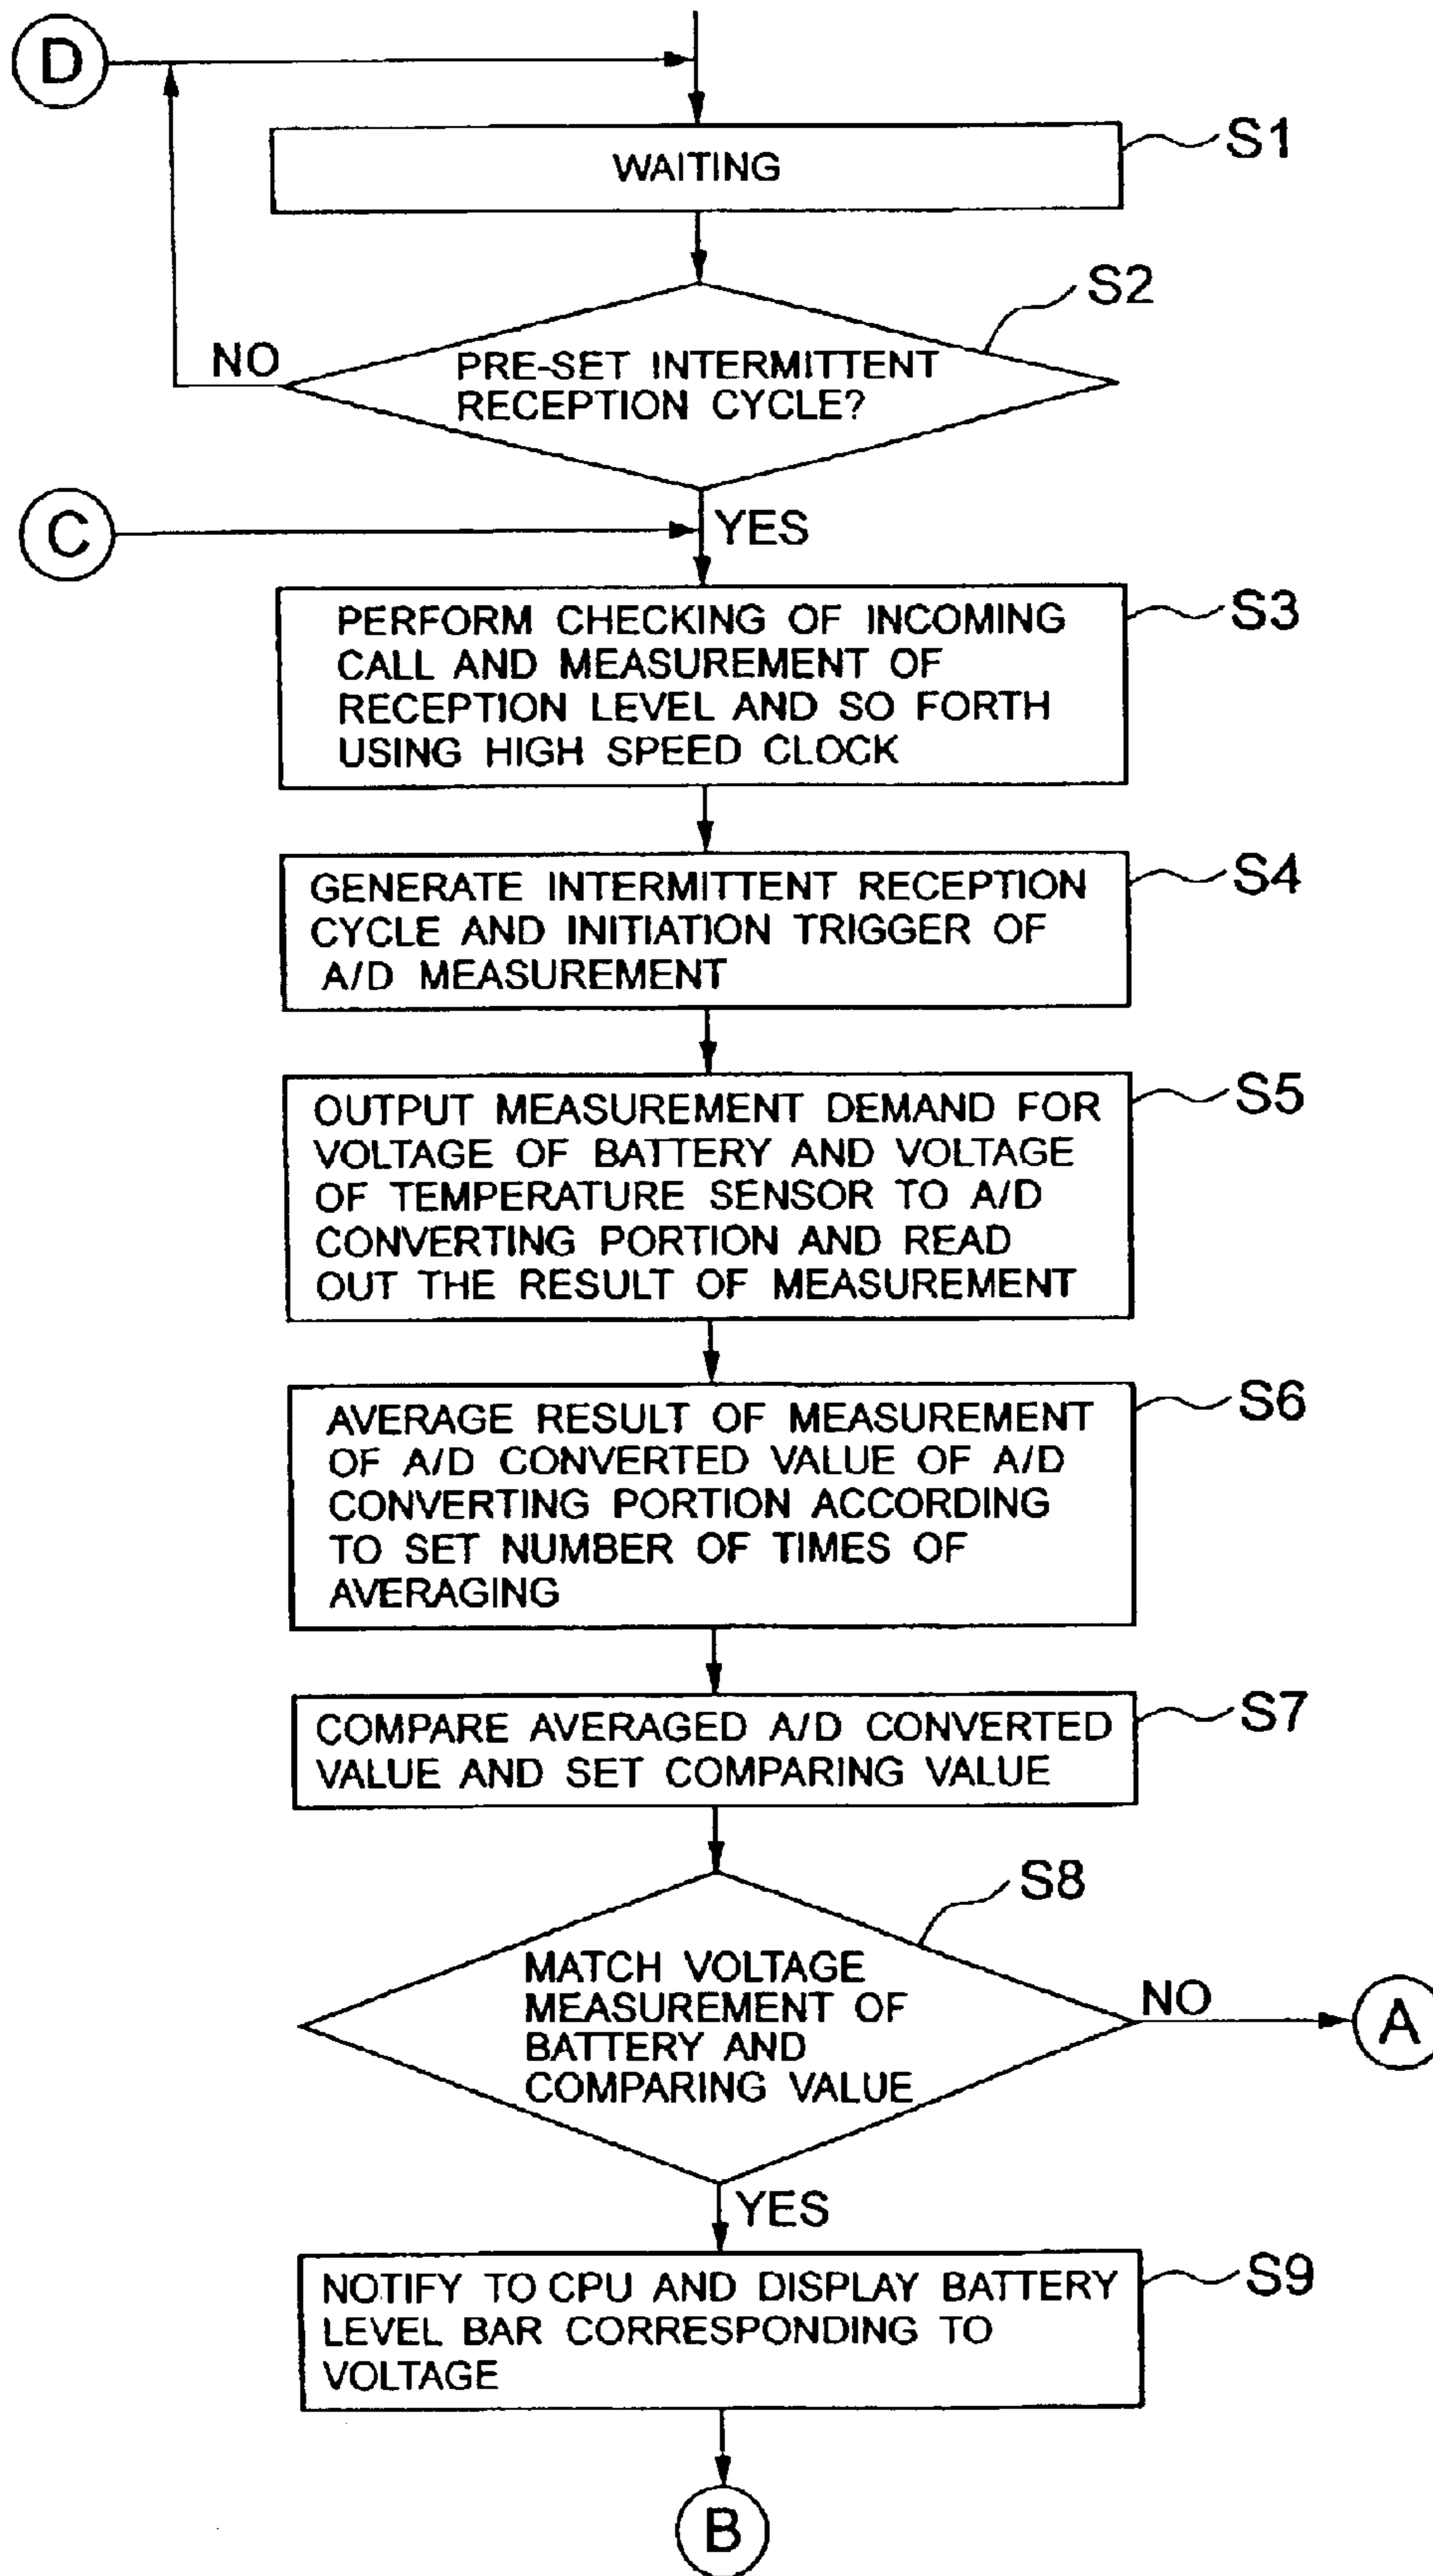 D
WAITING
S1
S2
NO
PRE-SET INTERMITTENT
RECEPTION CYCLE?
C
YES
S3
PERFORM CHECKING OF INCOMING
CALL AND MEASUREMENT OF
RECEPTION LEVEL AND SO FORTH
USING HIGH SPEED CLOCK
S4
GENERATE INTERMITTENT RECEPTION
CYCLE AND INITIATION TRIGGER OF
A/D MEASUREMENT
S5
OUTPUT MEASUREMENT DEMAND FOR
VOLTAGE OF BATTERY AND VOLTAGE
OF TEMPERATURE SENSOR TO A/D
CONVERTING PORTION AND READ
OUT THE RESULT OF MEASUREMENT
S6
AVERAGE RESULT OF MEASUREMENT
OF A/D CONVERTED VALUE OF A/D
CONVERTING PORTION ACCORDING
TO SET NUMBER OF TIMES OF
AVERAGING
S7
COMPARE AVERAGED A/D CONVERTED
VALUE AND SET COMPARING VALUE
S8
MATCH VOLTAGE
MEASUREMENT OF
BATTERY AND
COMPARING VALUE
NO
A
YES
S9
NOTIFY TO CPU AND DISPLAY BATTERY
LEVEL BAR CORRESPONDING TO
VOLTAGE
B